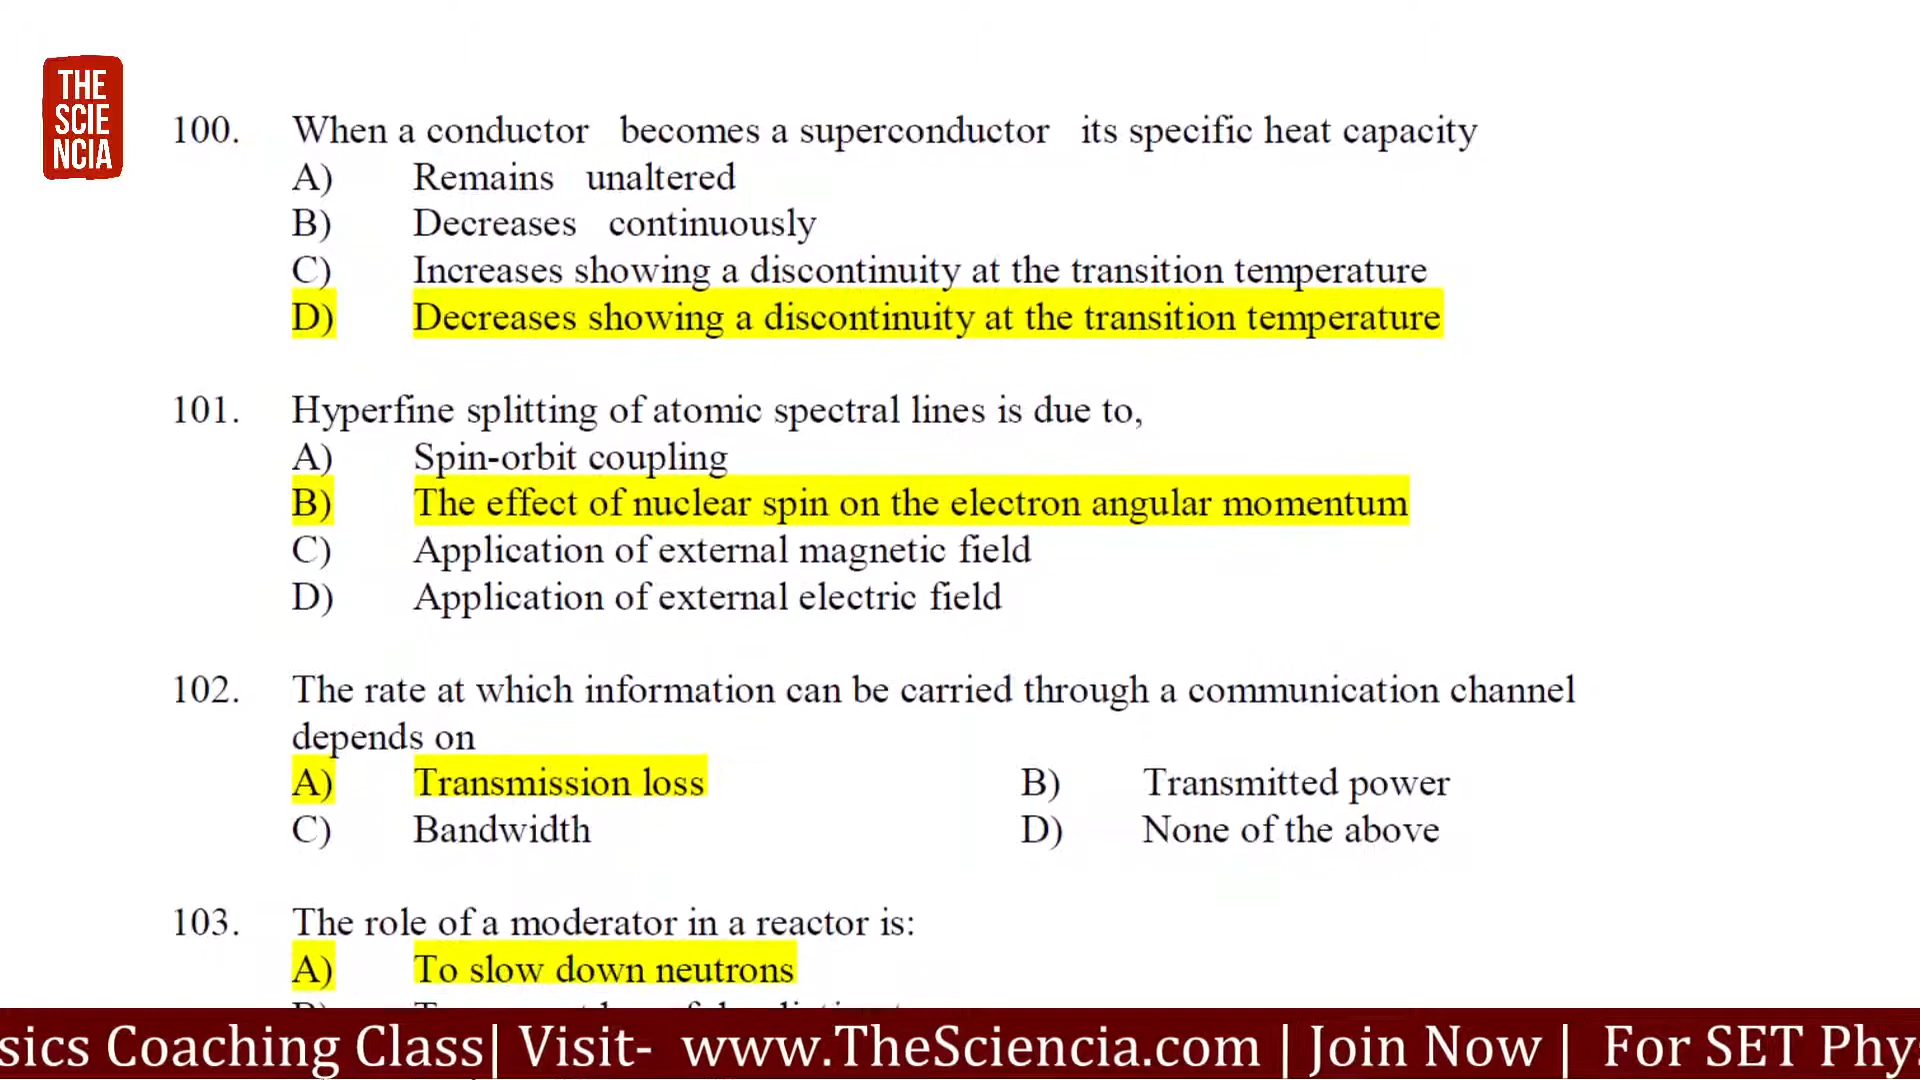 THE
SCIE
NCIA
100. When a conductor becomes a superconductor its specific heat capacity
A) Remains unaltered
B) Decreases continuously
C) Increases showing a discontinuity at the transition temperature
D) Decreases showing a discontinuity at the transition temperature
101. Hyperfine splitting of atomic spectral lines is due to,
A) Spin-orbit coupling
B) The effect of nuclear spin on the electron angular momentum
C) Application of external magnetic field
D) Application of external electric field
102. The rate at which information can be carried through a communication channel
depends on
A) Transmission loss B) Transmitted power
C) Bandwidth D) None of the above
103. The role of a moderator in a reactor is:
A) To slow down neutrons
sics Coaching Class| Visit- www.TheSciencia.com | Join Now | For SET Phys